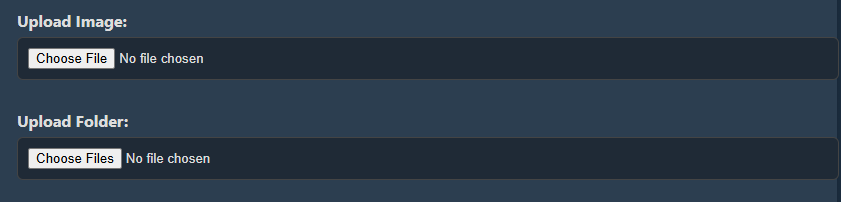 Upload Image:
Choose File No file chosen
Upload Folder:
Choose Files No file chosen